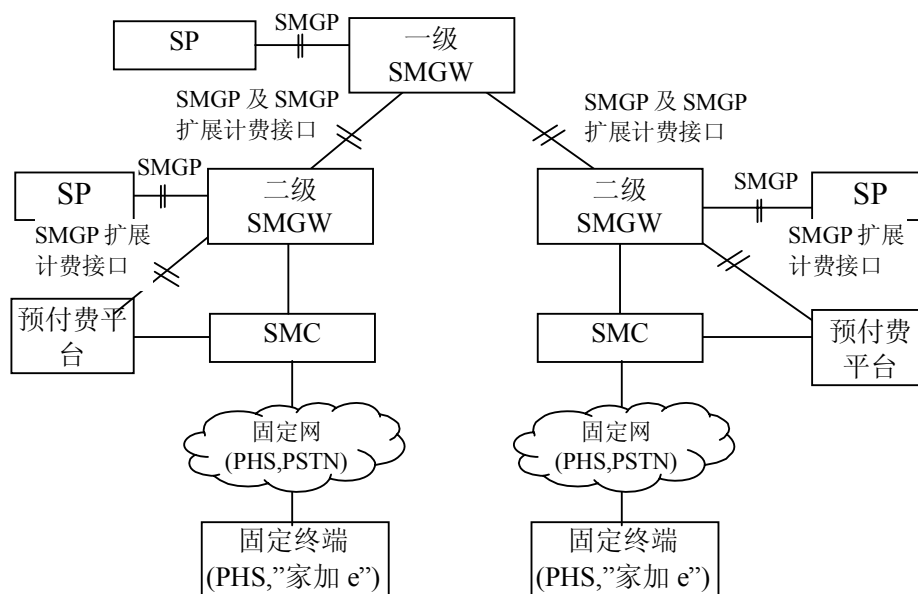 SP
SMGP
一级
SMGW
SMGP 及 SMGP
扩展计费接口
SMGP 及 SMGP
扩展计费接口
SP
SMGP
二级
SMGW
二级
SMGW
SMGP
SP
SMGP 扩展
计费接口
SMGP 扩展
计费接口
预付费平
台
SMC
SMC
预付费
平台
固定网
(PHS,PSTN)
固定网
(PHS,PSTN)
固定终端
(PHS,”家加 e”)
固定终端
(PHS,”家加 e”)